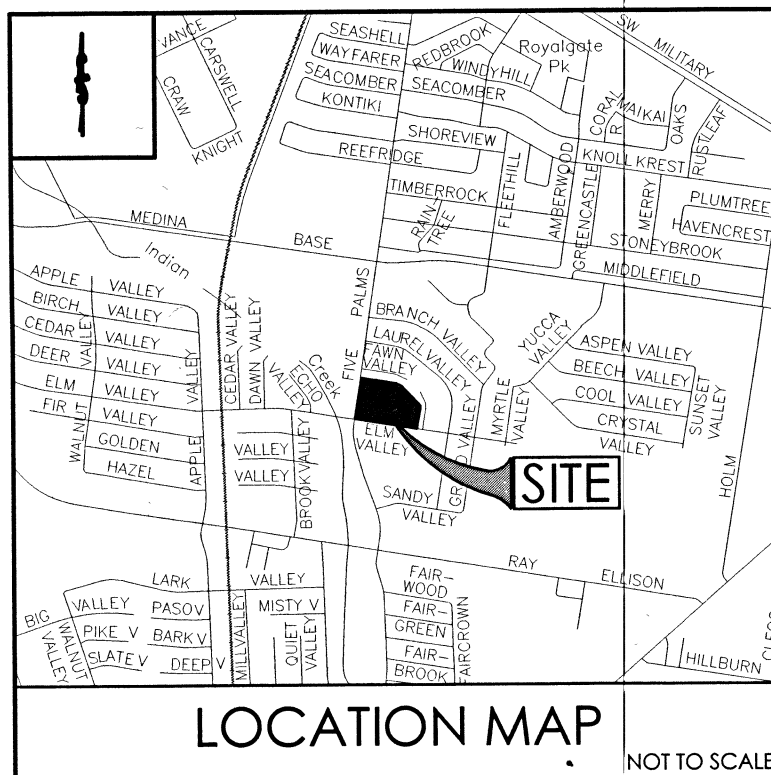 VANCE
CARSWELL
CRAW
KNIGHT
SEASHELL
WAYFARER
SEACOMBER
KONTIKI
REDBROOK
WINDYHILL
SEACOMBER
Royalgate
Pk
SW MILITARY
SHOREVIEW
REEFRIDGE
CORAL
R
MAIKAI
OAKS
RUSTLEAF
KNOLLKREST
TIMBERROCK
RAIN-
TREE
FLEETHILL
AMBERWOOD
GREENCASTLE
MERRY
PLUMTREE
HAVENCREST
STONEYBROOK
MIDDLEFIELD
MEDINA
BASE
Indian
Creek
APPLE VALLEY
BIRCH VALLEY
CEDAR VALLEY
DEER VALLEY
ELM VALLEY
FIR VALLEY
GOLDEN
HAZEL
WALNUT
VALLEY
APPLE
VALLEY
CEDAR VALLEY
DAWN VALLEY
ECHO
VALLEY
FIVE PALMS
BRANCH VALLEY
LAUREL VALLEY
FAWN
VALLEY
YUCCA
VALLEY
ASPEN VALLEY
BEECH VALLEY
COOL VALLEY
CRYSTAL
VALLEY
SUNSET
VALLEY
MYRTLE
VALLEY
ELM
VALLEY
VALLEY
VALLEY
BROOKVALLEY
SANDY
VALLEY
SITE
HOLM
RAY ELLISON
LARK VALLEY
BIG
VALLEY
WALNUT
VALLEY
PASO V
PIKE V
BARK V
SLATE V
DEEP V
MILLVALLEY
MISTY V
QUIET
VALLEY
FAIR-
WOOD
FAIR-
GREEN
FAIR-
BROOK
FAIRCROWN
HILLBURN
LOCATION MAP
NOT TO SCALE